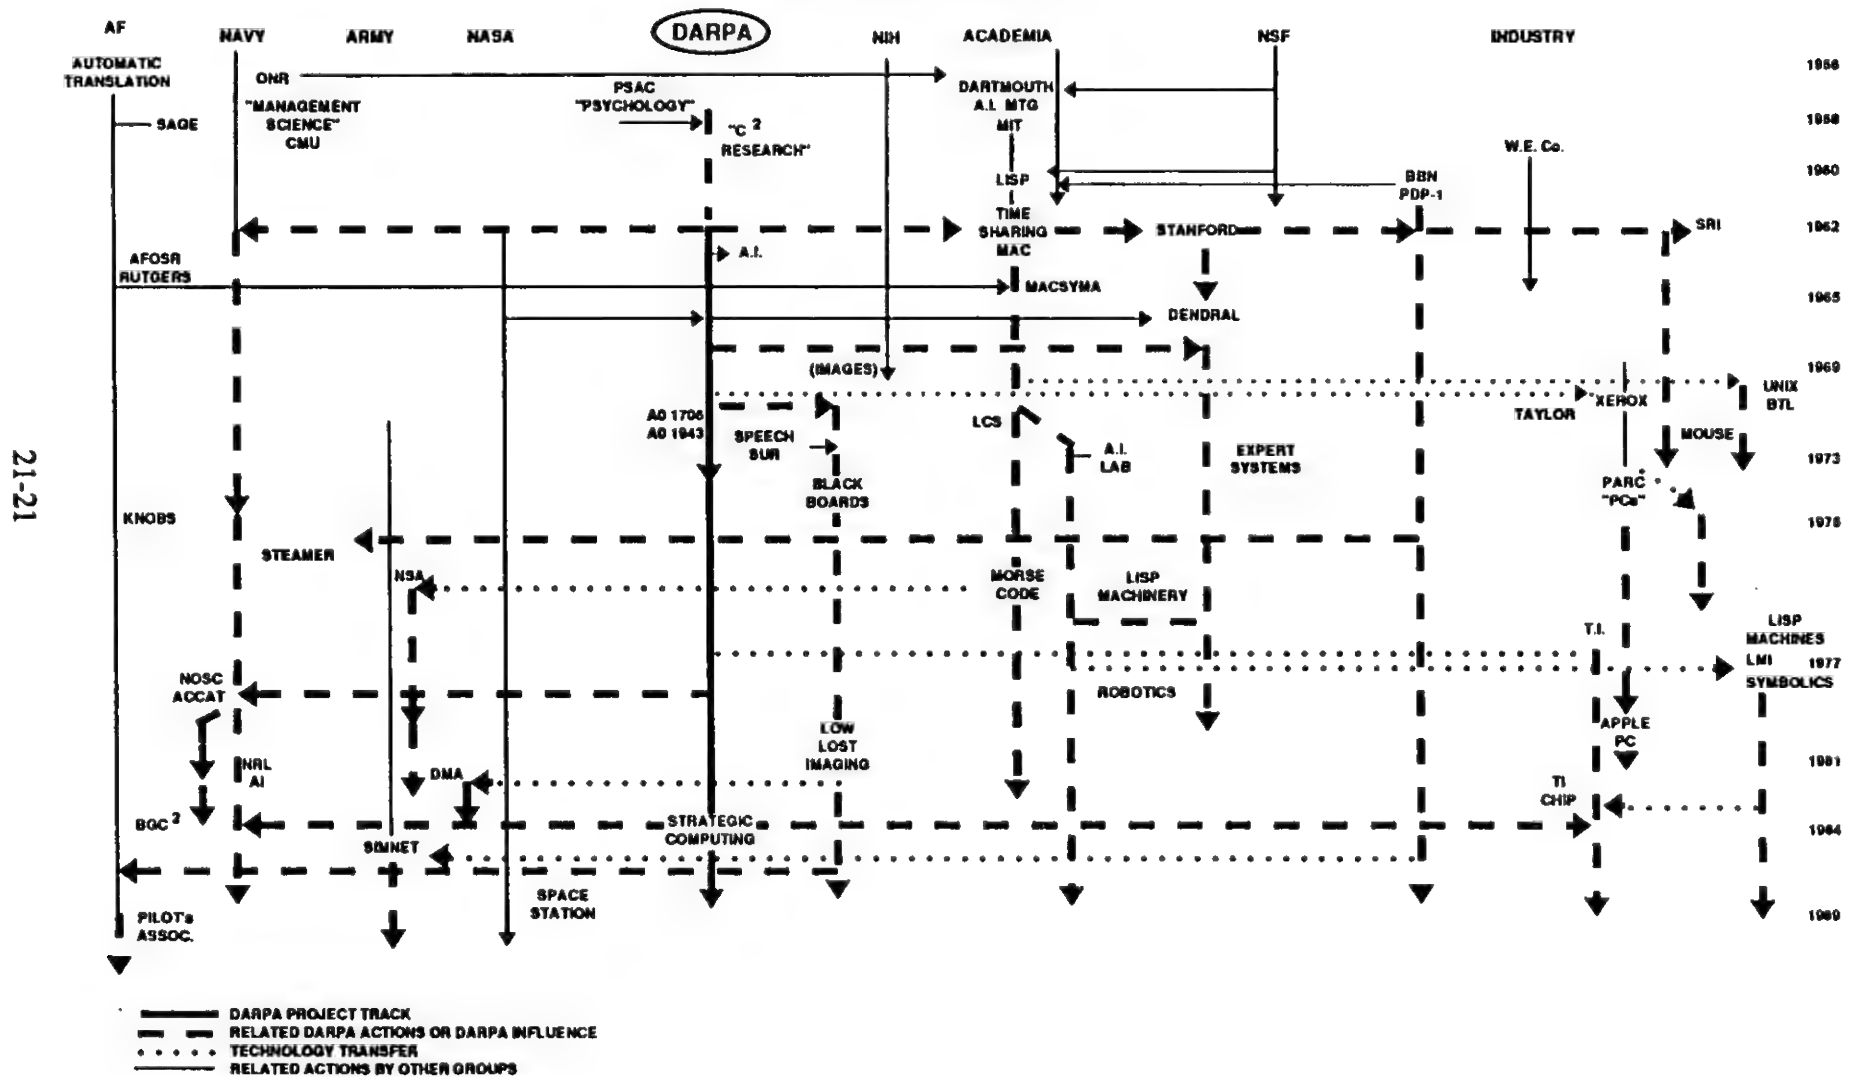 AF
NAVY
ARMY
NASA
DARPA
NIH
ACADEMIA
NSF
INDUSTRY
AUTOMATIC
TRANSLATION
ONR
1956
SAGE
"MANAGEMENT
SCIENCE"
CMU
PSAC
"PSYCHOLOGY"
"C 2
RESEARCH"
DARTMOUTH
A.I. MTG
MIT
1958
W.E. Co.
LISP
BBN
PDP-1
1960
TIME
SHARING
MAC
STANFORD
SRI
1962
A.I.
AFOSR
RUTGERS
MACSYMA
1965
DENDRAL
(IMAGES)
1969
UNIX
BTL
XEROX
TAYLOR
AO 1706
AO 1943
SPEECH
SUR
LCS
A.I.
LAB
EXPERT
SYSTEMS
MOUSE
1973
BLACK
BOARDS
PARC
"PCs"
21-21
KNOBS
1975
STEAMER
NSA
MORSE
CODE
LISP
MACHINERY
T.I.
LISP
MACHINES
LMI
1977
SYMBOLICS
NOSC
ACCAT
ROBOTICS
LOW
LOST
IMAGING
APPLE
PC
NRL
AI
DMA
1981
TI
CHIP
BGC 2
STRATEGIC
COMPUTING
1984
SIMNET
SPACE
STATION
PILOT's
ASSOC.
1989
DARPA PROJECT TRACK
RELATED DARPA ACTIONS OR DARPA INFLUENCE
TECHNOLOGY TRANSFER
RELATED ACTIONS BY OTHER GROUPS